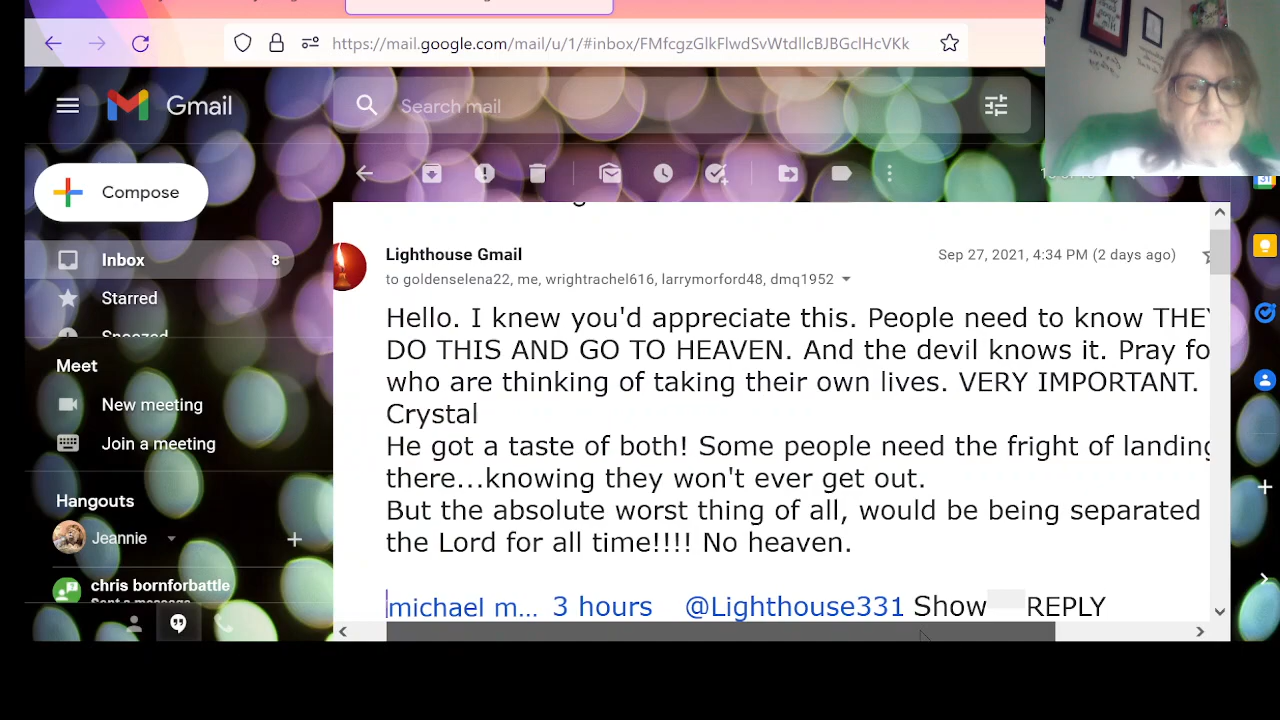 https://mail.google.com/mail/u/1/#inbox/FMfcgzGlkFlwdSvWtdllcBJBGclHcVKk
Gmail
Search mail
Compose
Inbox 8
Starred
Snoozed
Meet
New meeting
Join a meeting
Hangouts
Jeannie
chris bornforbattle
Sent a message
Lighthouse Gmail
Sep 27, 2021, 4:34 PM (2 days ago)
to goldenselena22, me, wrightrachel616, larrymorford48, dmq1952
Hello. I knew you'd appreciate this. People need to know
DO THIS AND GO TO HEAVEN. And the devil knows it. Pray
who are thinking of taking their own lives. VERY IMPORTANT.
Crystal
He got a taste of both! Some people need the fright of landing
there...knowing they won't ever get out.
But the absolute worst thing of all, would be being separated
the Lord for all time!!!! No heaven.
michael m... 3 hours @Lighthouse331 Show REPLY